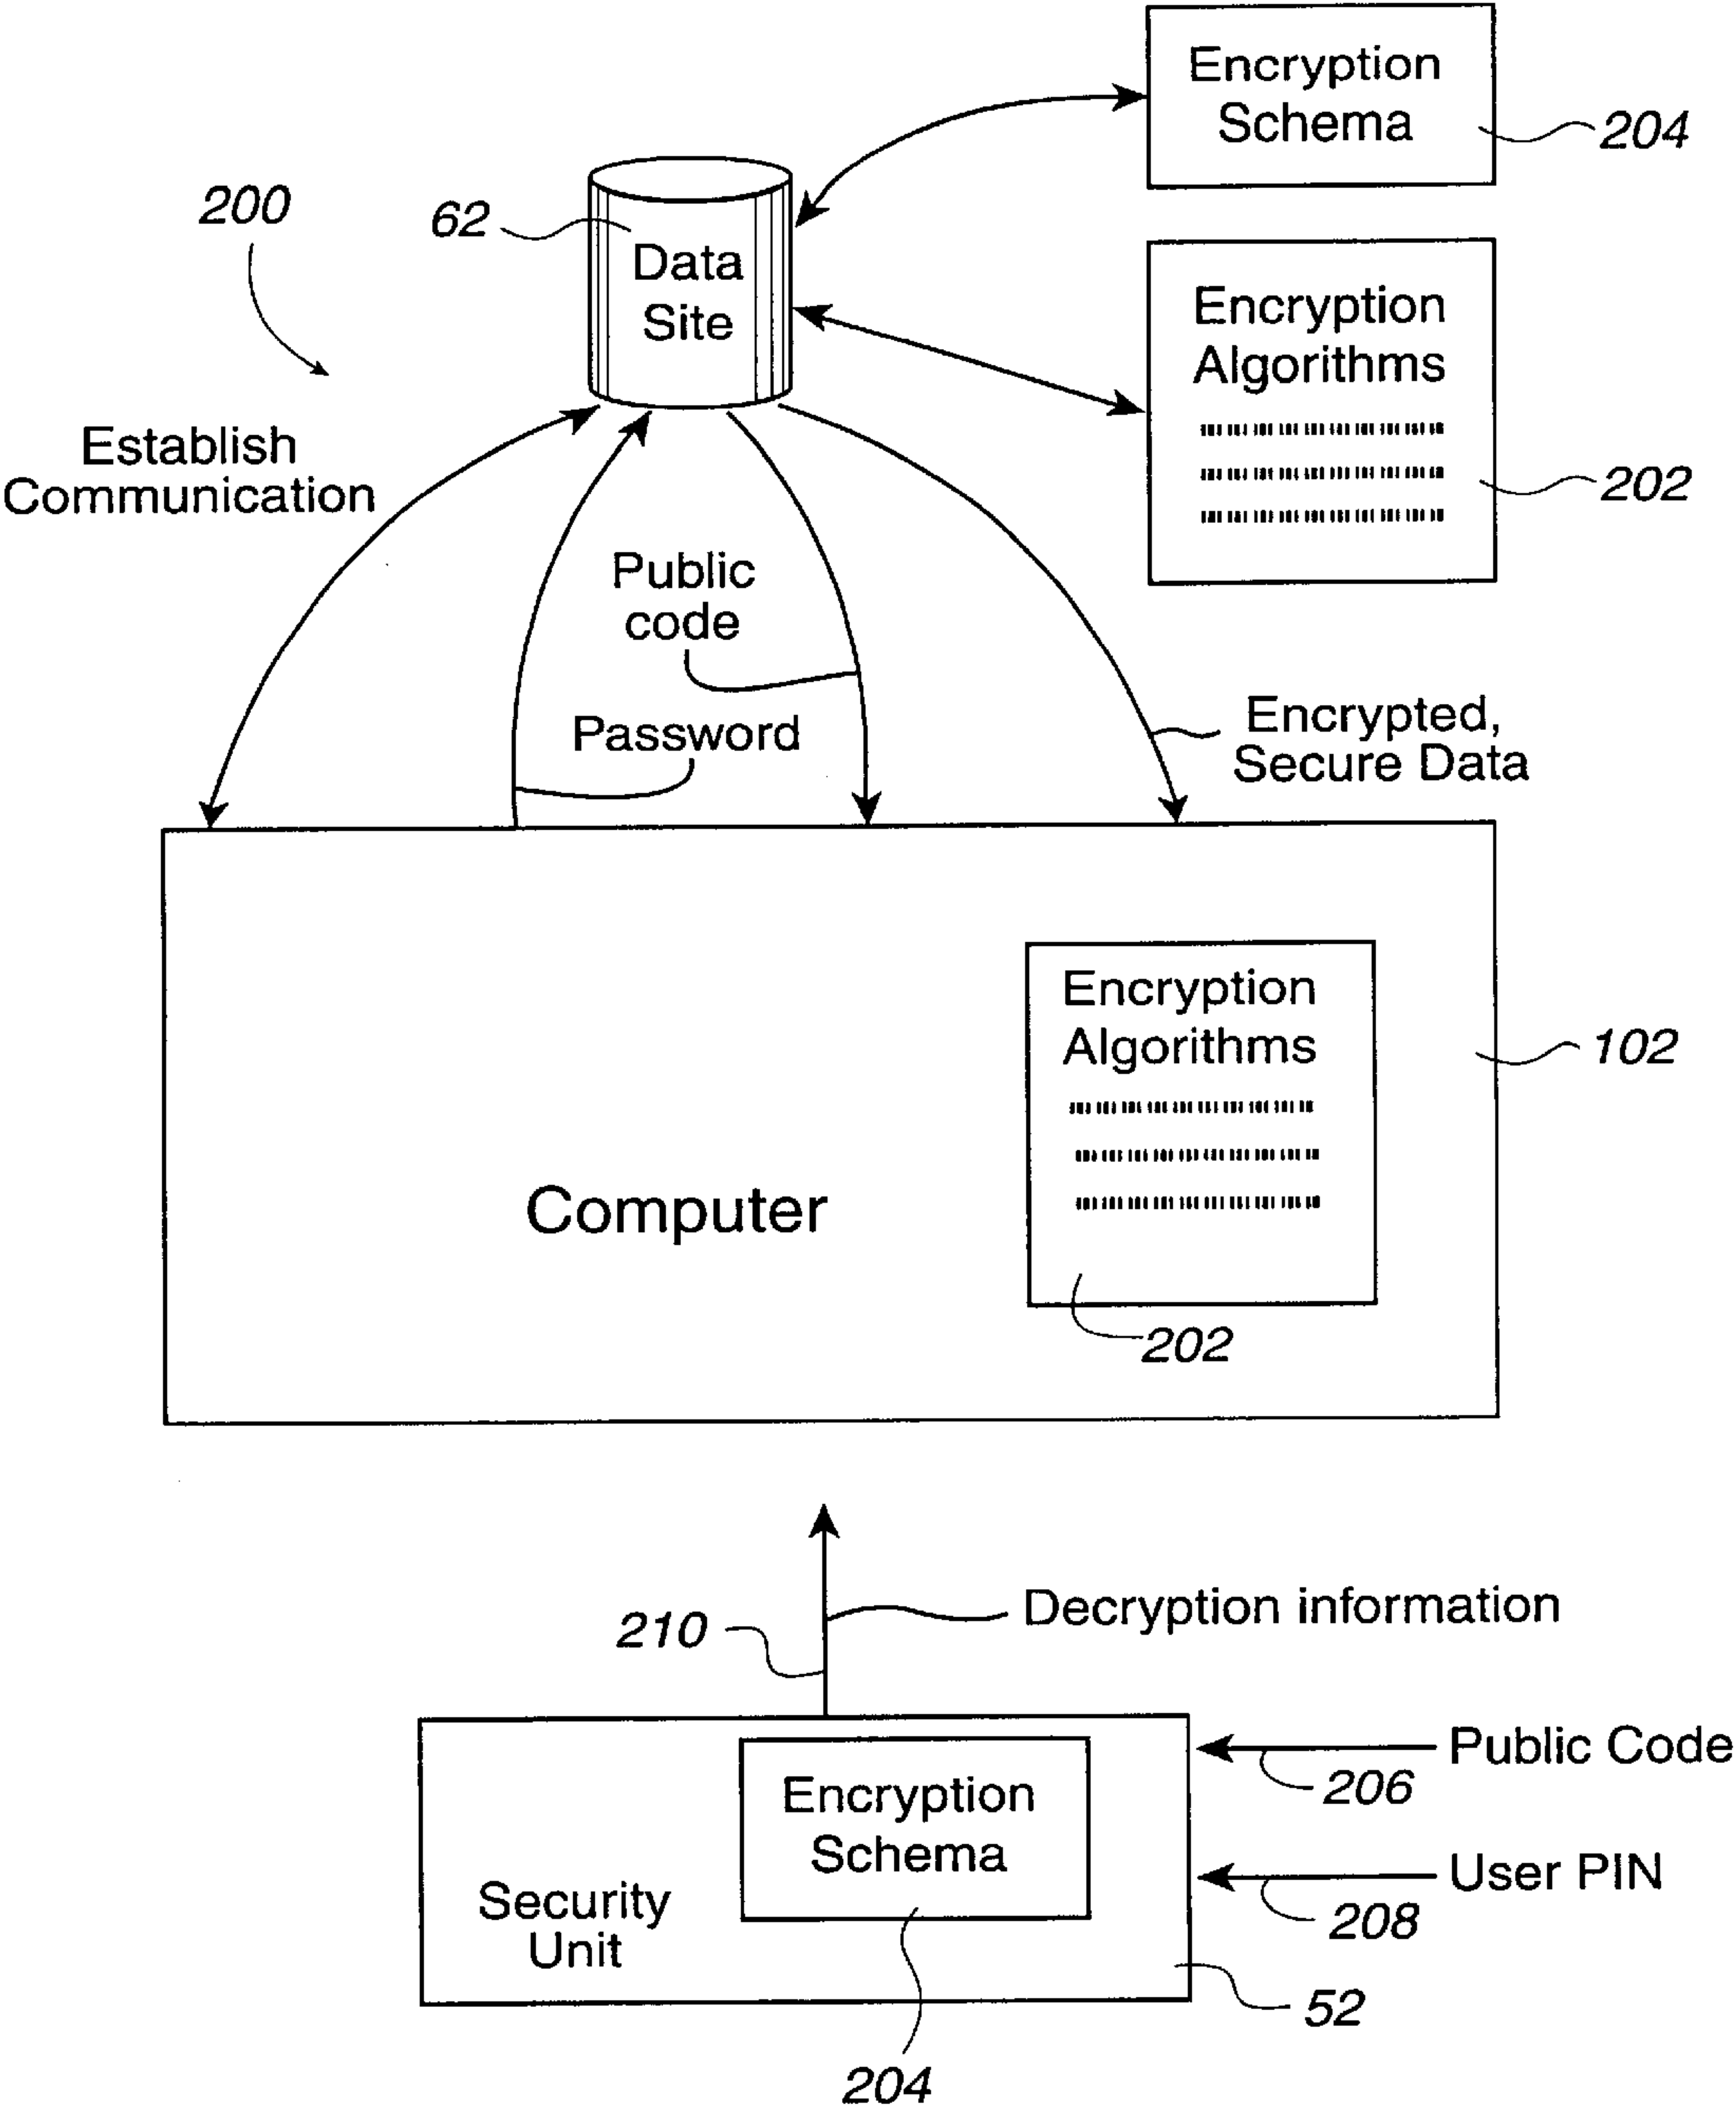 Encryption
Schema
204
200
62
Data
Site
Encryption
Algorithms
202
Establish
Communication
Public
code
Password
Encrypted,
Secure Data
Encryption
Algorithms
102
Computer
202
210
Decryption information
Public Code
206
Encryption
Schema
User PIN
208
Security
Unit
52
204